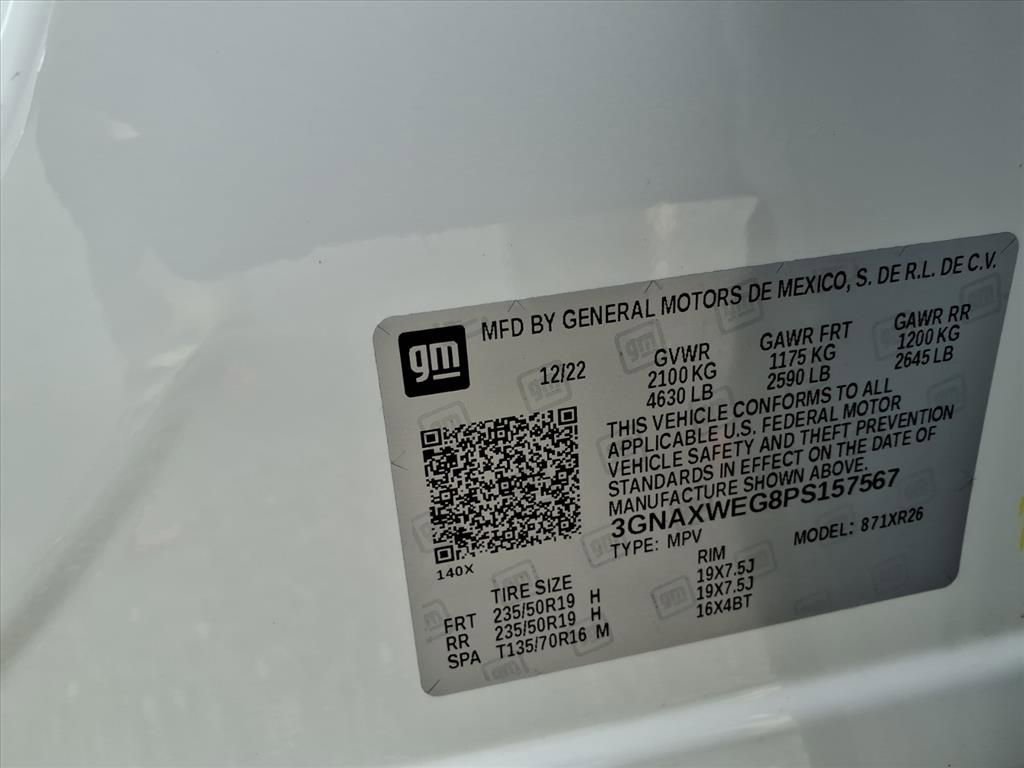 gm
MFD BY GENERAL MOTORS DE MEXICO, S. DE R.L. DE C.V.
12/22
GVWR GAWR FRT GAWR RR
2100 KG 1175 KG 1200 KG
4630 LB 2590 LB 2645 LB
THIS VEHICLE CONFORMS TO ALL
APPLICABLE U.S. FEDERAL MOTOR
VEHICLE SAFETY AND THEFT PREVENTION
STANDARDS IN EFFECT ON THE DATE OF
MANUFACTURE SHOWN ABOVE.
3GNAXWEG8PS157567
TYPE: MPV MODEL: 871XR26
140X
TIRE SIZE RIM
FRT 235/50R19 H 19X7.5J
RR 235/50R19 H 19X7.5J
SPA T135/70R16 M 16X4BT